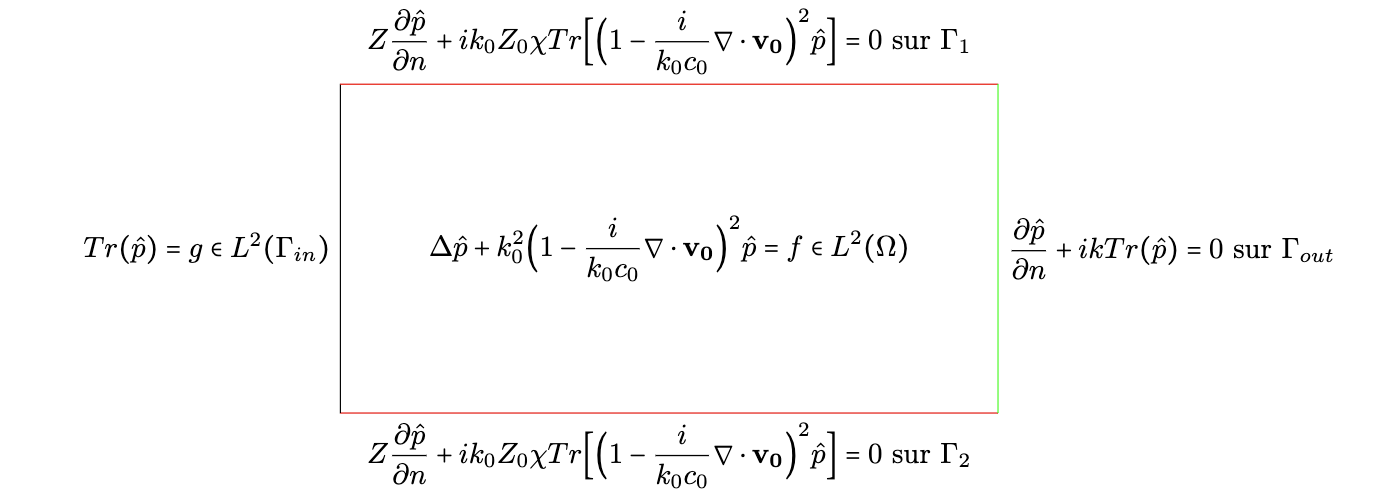 Z ∂p̂/∂n + ik₀Z₀χTr[(1 − i/(k₀c₀) ∇ · v₀)² p̂] = 0 sur Γ₁
Tr(p̂) = g ∈ L²(Γ_in)
Δp̂ + k₀²(1 − i/(k₀c₀) ∇ · v₀)² p̂ = f ∈ L²(Ω)
∂p̂/∂n + ikTr(p̂) = 0 sur Γ_out
Z ∂p̂/∂n + ik₀Z₀χTr[(1 − i/(k₀c₀) ∇ · v₀)² p̂] = 0 sur Γ₂